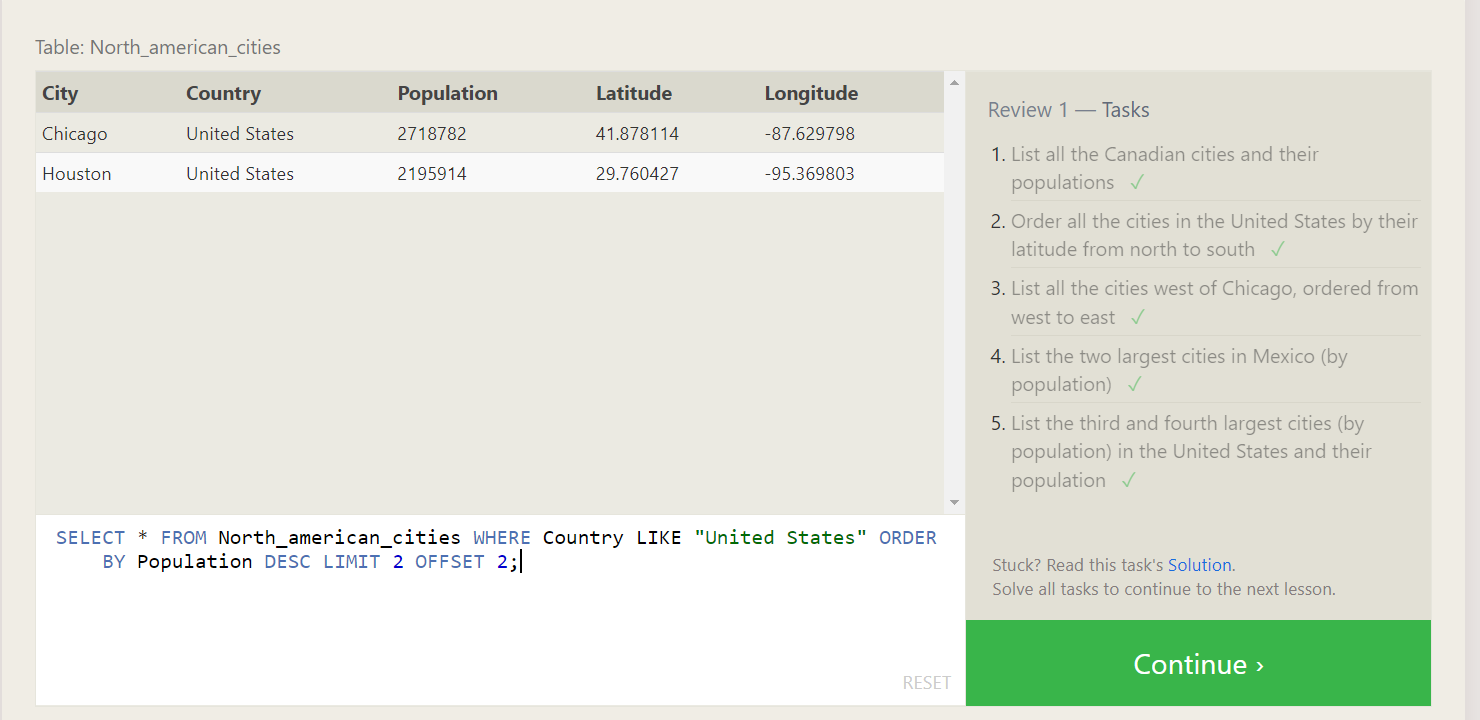 Table: North_american_cities
City Country Population Latitude Longitude
Chicago United States 2718782 41.878114 -87.629798
Houston United States 2195914 29.760427 -95.369803
SELECT * FROM North_american_cities WHERE Country LIKE "United States" ORDER
BY Population DESC LIMIT 2 OFFSET 2;
RESET
Review 1 — Tasks
1. List all the Canadian cities and their
populations ✓
2. Order all the cities in the United States by their
latitude from north to south ✓
3. List all the cities west of Chicago, ordered from
west to east ✓
4. List the two largest cities in Mexico (by
population) ✓
5. List the third and fourth largest cities (by
population) in the United States and their
population ✓
Stuck? Read this task's Solution.
Solve all tasks to continue to the next lesson.
Continue ›